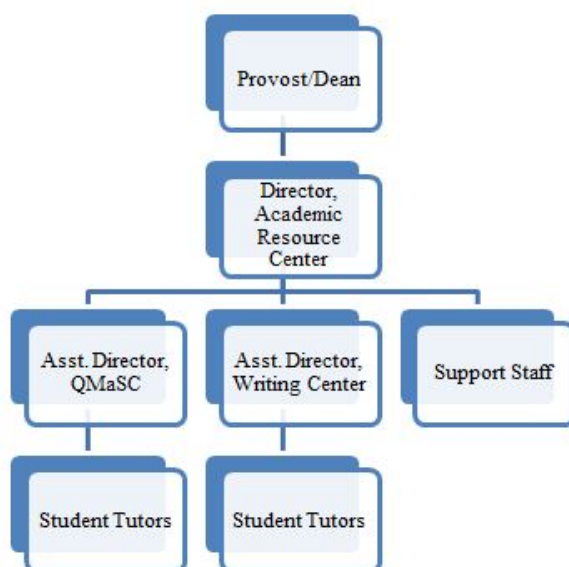 Provost/Dean
Director,
Academic
Resource
Center
Asst. Director,
QMaSC
Asst. Director,
Writing Center
Support Staff
Student Tutors
Student Tutors